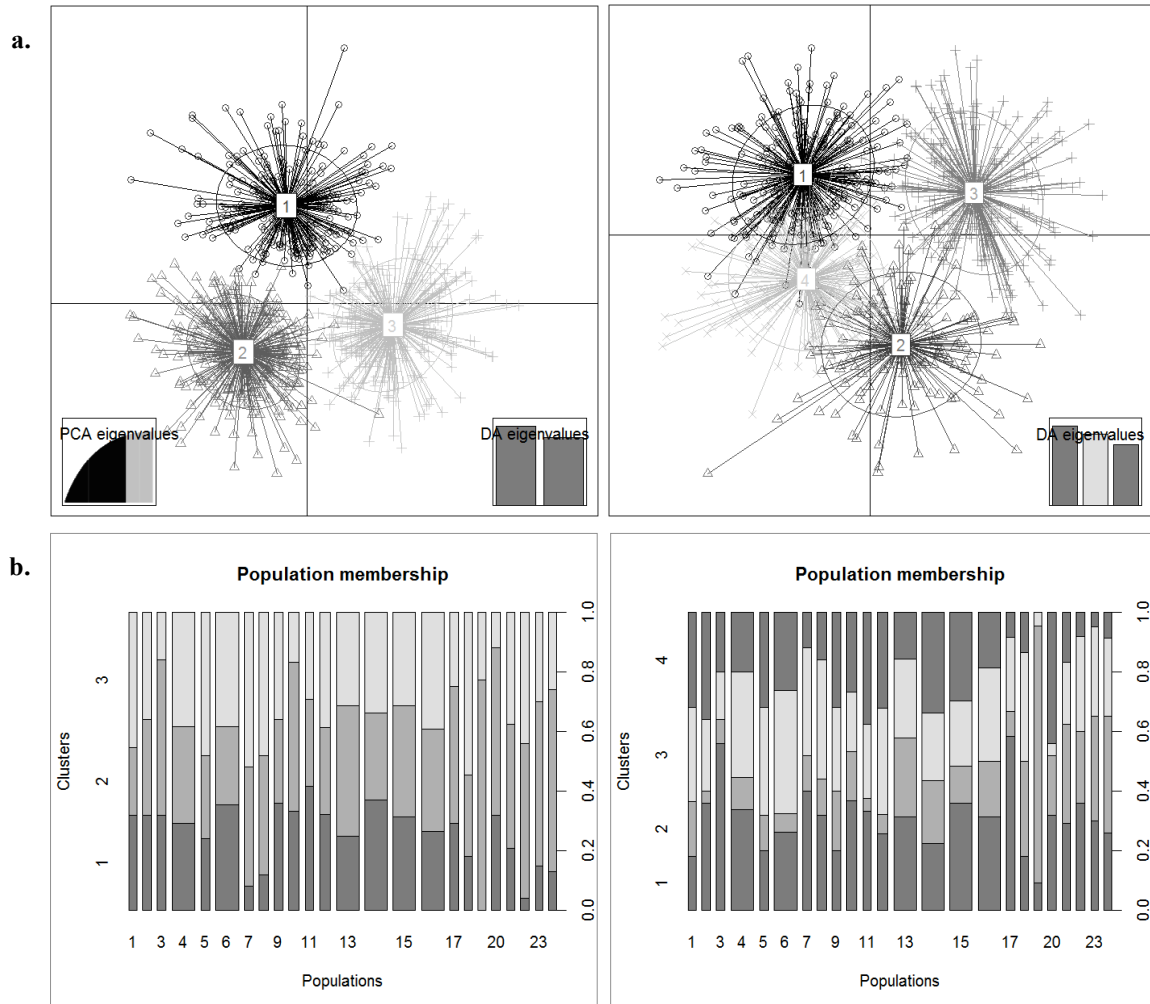 a.
1
2
3
PCA eigenvalues
DA eigenvalues
1
3
4
2
DA eigenvalues
b.
Population membership
Clusters
1 2 3
0.0 0.2 0.4 0.6 0.8 1.0
1 3 4 5 6 7 9 11 13 15 17 20 23
Populations
Population membership
Clusters
1 2 3 4
0.0 0.2 0.4 0.6 0.8 1.0
1 3 4 5 6 7 9 11 13 15 17 20 23
Populations